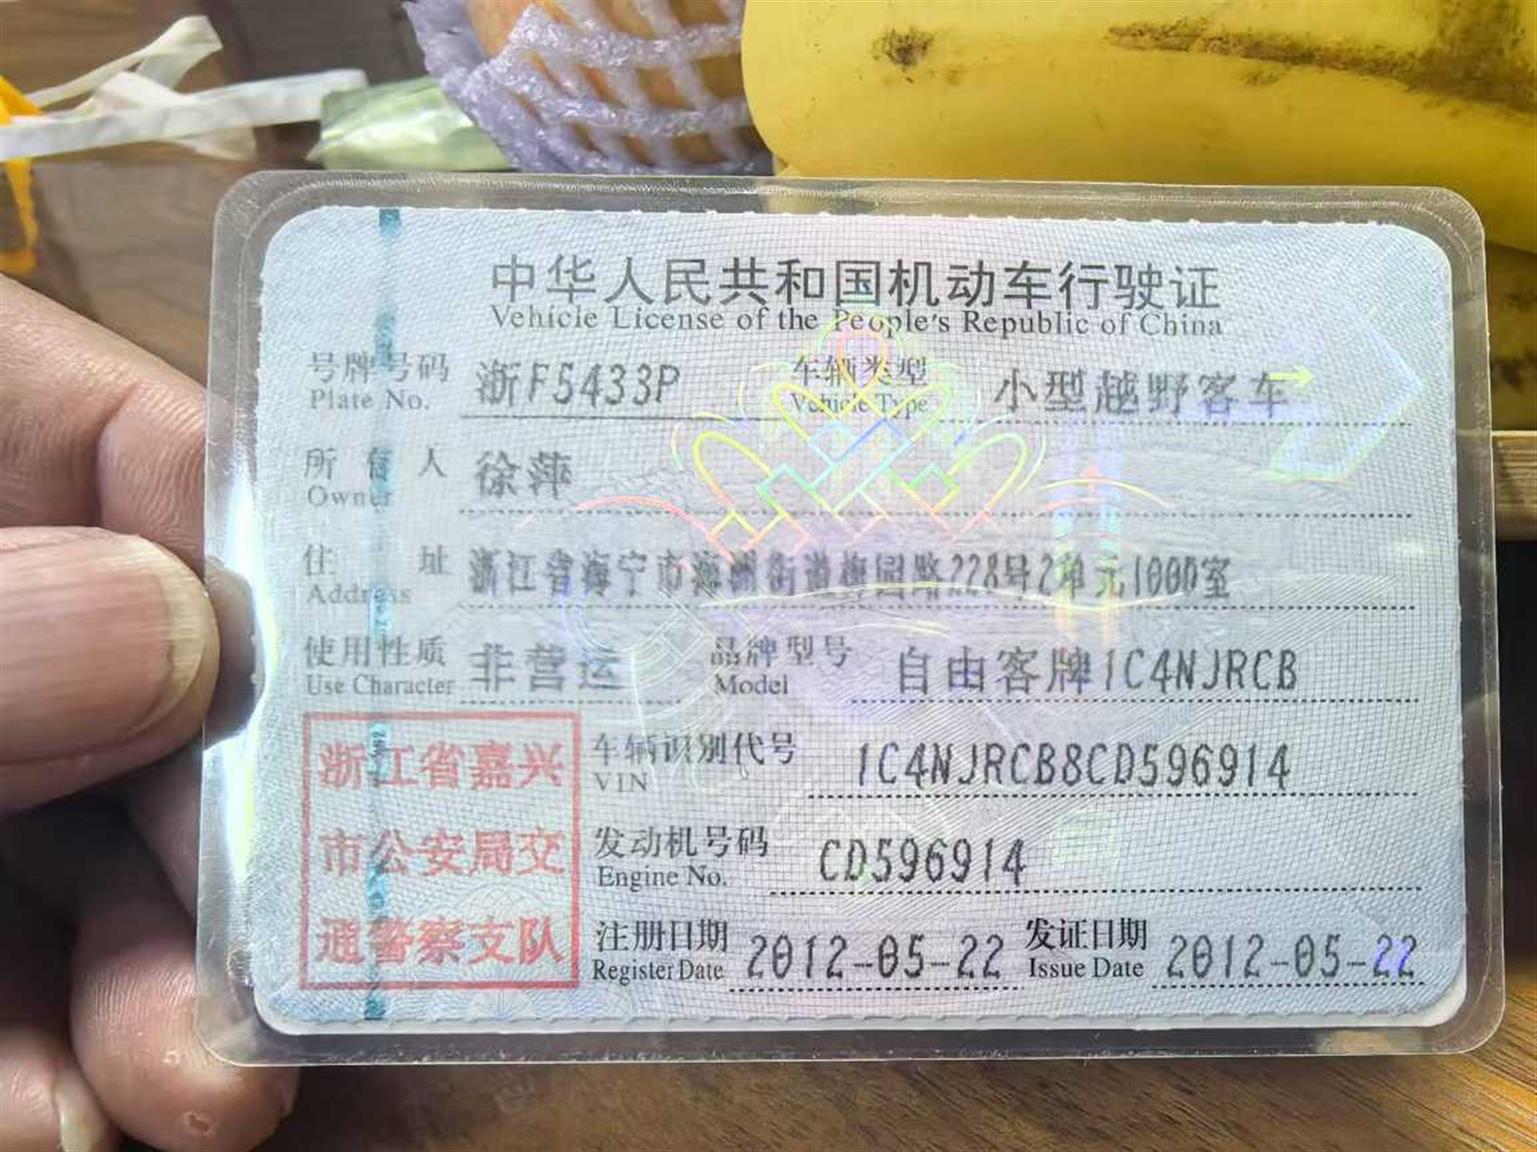 中华人民共和国机动车行驶证
Vehicle License of the People's Republic of China
号牌号码 浙F5433P 车辆类型 小型越野客车
Plate No. Vehicle Type
所有人 徐萍
Owner
住址 浙江省海宁市海洲街道梅园路228号2单元1000室
Address
使用性质 非营运 品牌型号 自由客牌1C4NJRCB
Use Character Model
浙江省嘉兴
市公安局交
通警察支队
车辆识别代号 1C4NJRCB8CD596914
VIN
发动机号码 CD596914
Engine No.
注册日期 2012-05-22 发证日期 2012-05-22
Register Date Issue Date